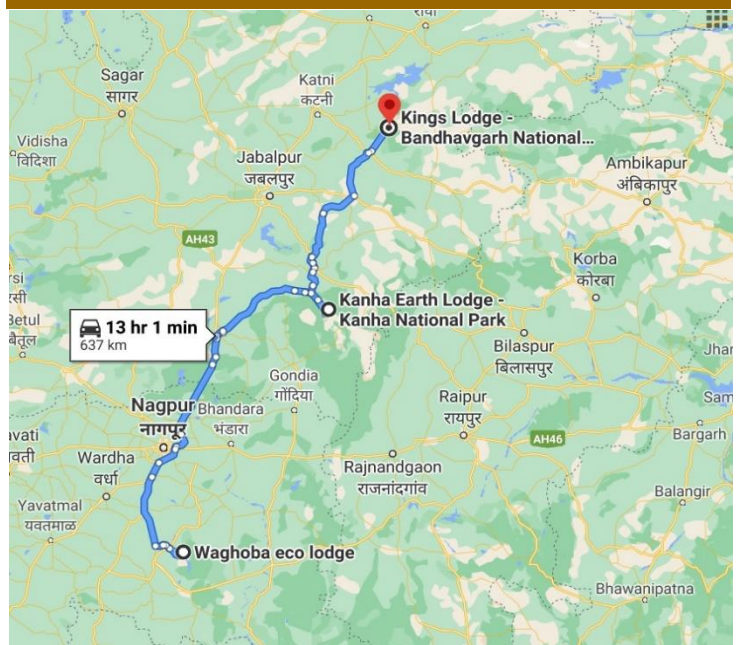 रीवा
Sagar
सागर
Katni
कटनी
Kings Lodge -
Bandhavgarh National...
Vidisha
विदिशा
Jabalpur
जबलपुर
Ambikapur
अंबिकापुर
AH43
Korba
कोरबा
Kanha Earth Lodge -
Kanha National Park
13 hr 1 min
637 km
Betul
बैतूल
Bilaspur
बिलासपुर
Jhar
Gondia
गोंदिया
Nagpur
नागपूर
Bhandara
भंडारा
Raipur
रायपुर
Sam
AH46
Bargarh
Wardha
वर्धा
Rajnandgaon
राजनांदगांव
Yavatmal
यवतमाळ
Balangir
Waghoba eco lodge
Bhawanipatna